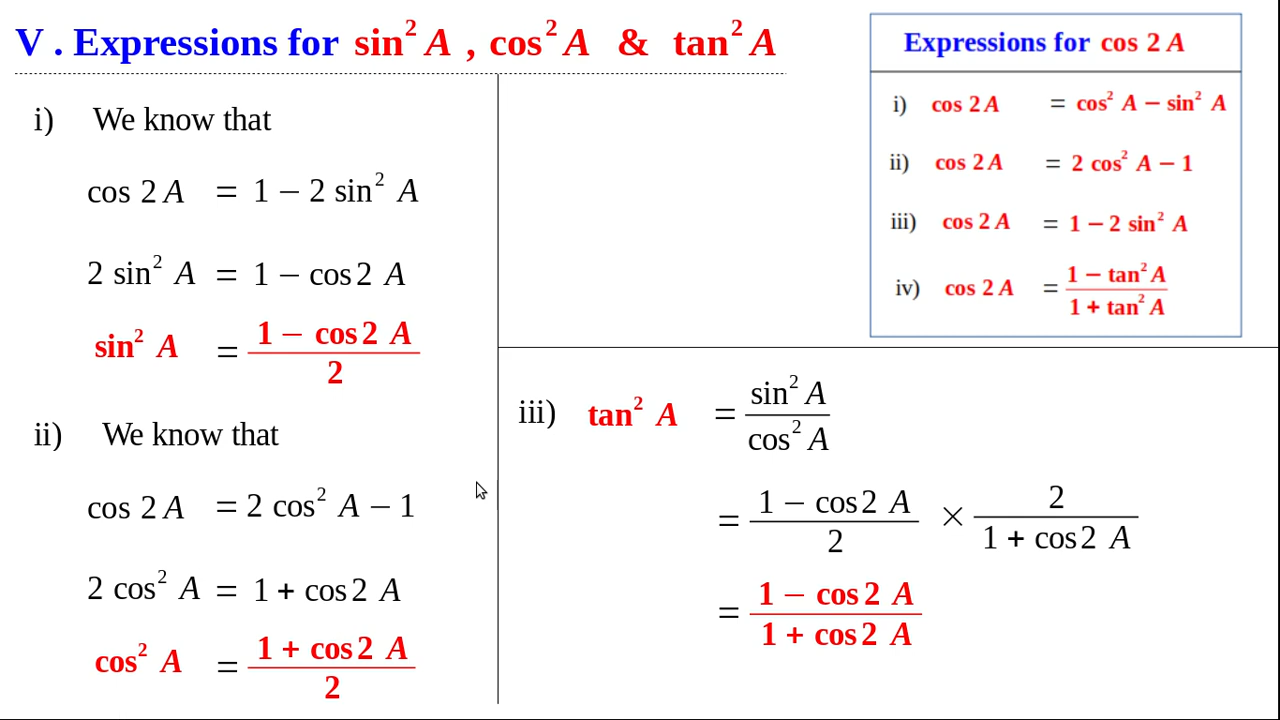 V . Expressions for sin² A , cos² A & tan² A
i) We know that
cos 2 A = 1 − 2 sin² A
2 sin² A = 1 − cos 2 A
sin² A = (1 − cos 2 A) / 2
ii) We know that
cos 2 A = 2 cos² A − 1
2 cos² A = 1 + cos 2 A
cos² A = (1 + cos 2 A) / 2
Expressions for cos 2 A
i) cos 2 A = cos² A − sin² A
ii) cos 2 A = 2 cos² A − 1
iii) cos 2 A = 1 − 2 sin² A
iv) cos 2 A = (1 − tan² A) / (1 + tan² A)
iii) tan² A = sin² A / cos² A
= (1 − cos 2 A) / 2 × 2 / (1 + cos 2 A)
= (1 − cos 2 A) / (1 + cos 2 A)